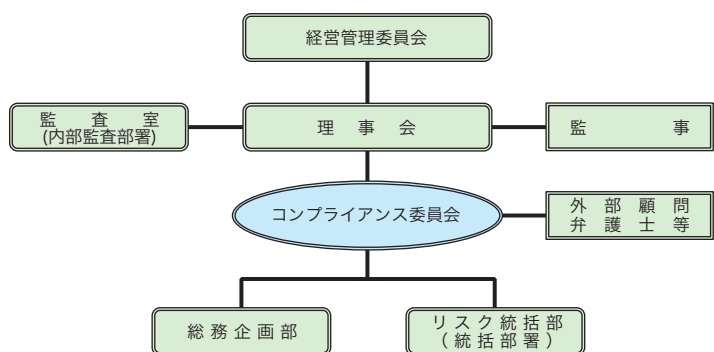 経営管理委員会
監査室
(内部監査部署)
理事会
監事
コンプライアンス委員会
外部顧問
弁護士等
総務企画部
リスク統括部
(統括部署)